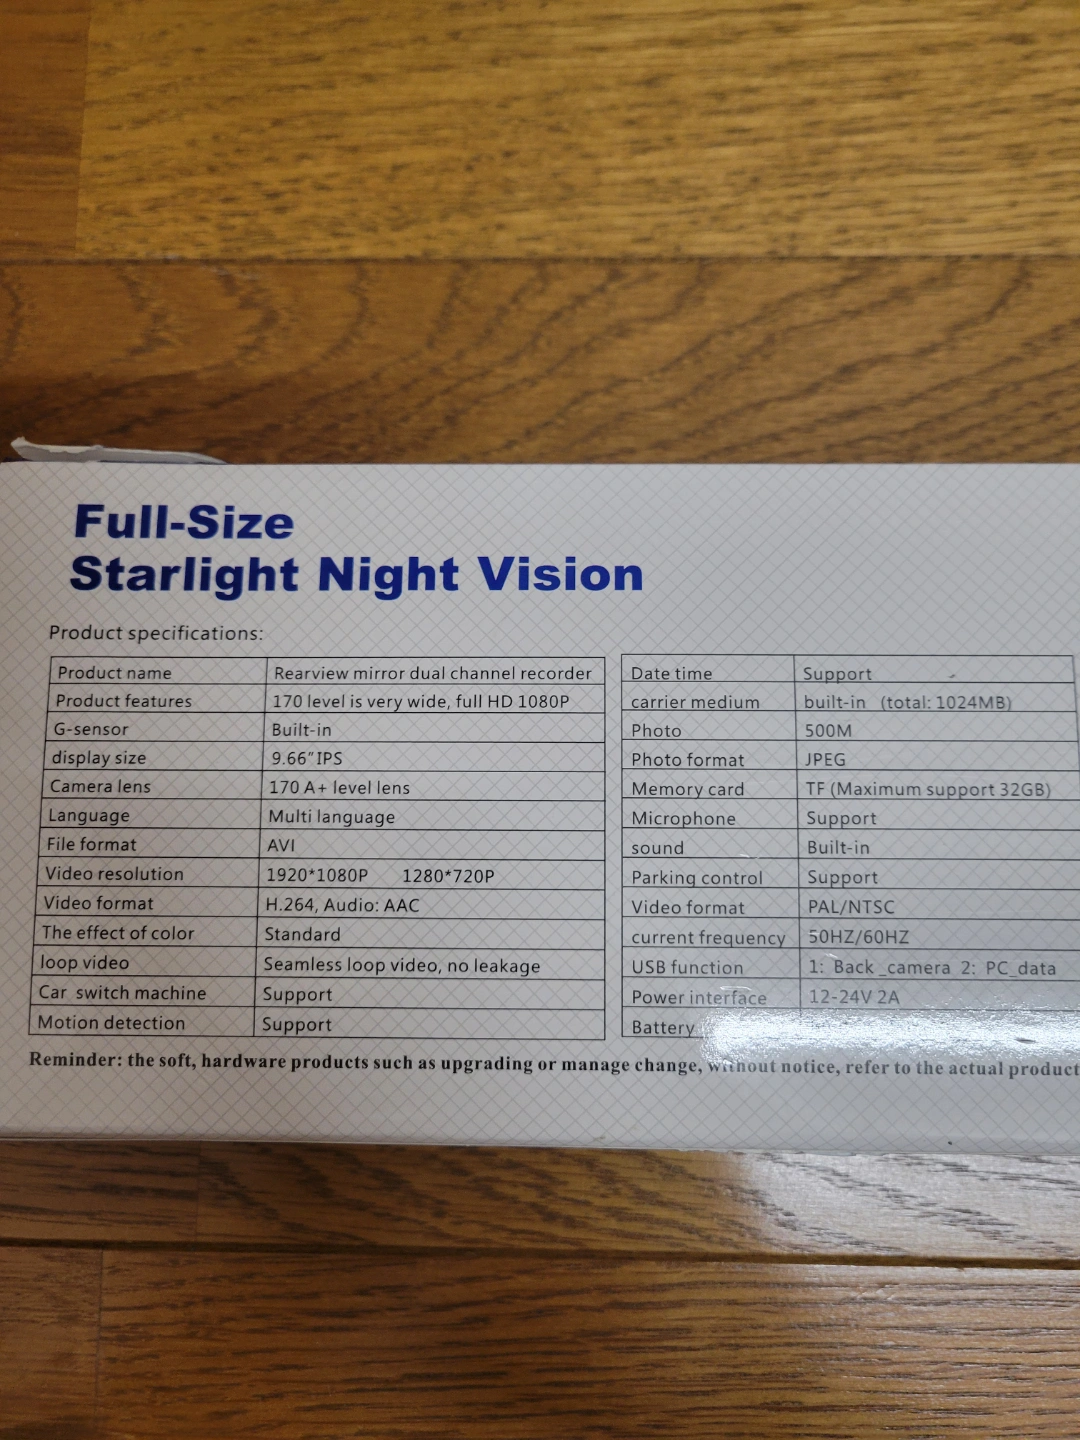 Full-Size
Starlight Night Vision
Product specifications:
Product name Rearview mirror dual channel recorder
Product features 170 level is very wide, full HD 1080P
G-sensor Built-in
display size 9.66" IPS
Camera lens 170 A+ level lens
Language Multi language
File format AVI
Video resolution 1920*1080P 1280*720P
Video format H.264, Audio: AAC
The effect of color Standard
loop video Seamless loop video, no leakage
Car switch machine Support
Motion detection Support
Date time Support
carrier medium built-in (total: 1024MB)
Photo 500M
Photo format JPEG
Memory card TF (Maximum support 32GB)
Microphone Support
sound Built-in
Parking control Support
Video format PAL/NTSC
current frequency 50HZ/60HZ
USB function 1: Back_camera 2: PC_data
Power interface 12-24V 2A
Battery
Reminder: the soft, hardware products such as upgrading or manage change, without notice, refer to the actual product